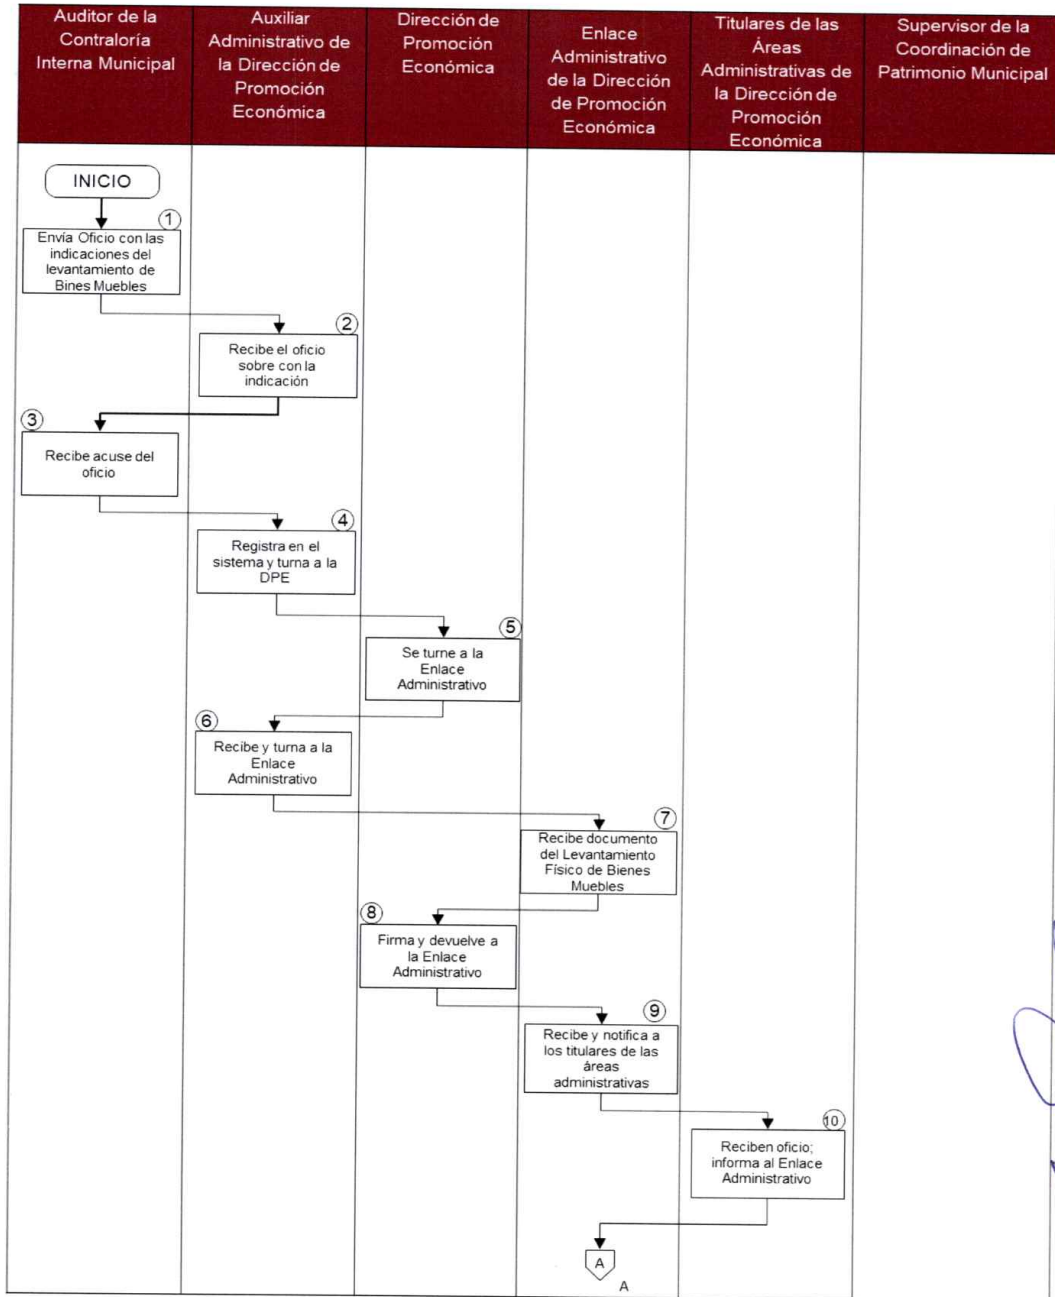 Auditor de la
Contraloría
Interna Municipal
Auxiliar
Administrativo de
la Dirección de
Promoción
Económica
Dirección de
Promoción
Económica
Enlace
Administrativo
de la Dirección
de Promoción
Económica
Titulares de las
Áreas
Administrativas de
la Dirección de
Promoción
Económica
Supervisor de la
Coordinación de
Patrimonio Municipal
INICIO
1
Envía Oficio con las
indicaciones del
levantamiento de
Bines Muebles
2
Recibe el oficio
sobre con la
indicación
3
Recibe acuse del
oficio
4
Registra en el
sistema y turna a la
DPE
5
Se turne a la
Enlace
Administrativo
6
Recibe y turna a la
Enlace
Administrativo
7
Recibe documento
del Levantamiento
Físico de Bienes
Muebles
8
Firma y devuelve a
la Enlace
Administrativo
9
Recibe y notifica a
los titulares de las
áreas
administrativas
10
Reciben oficio;
informa al Enlace
Administrativo
A
A